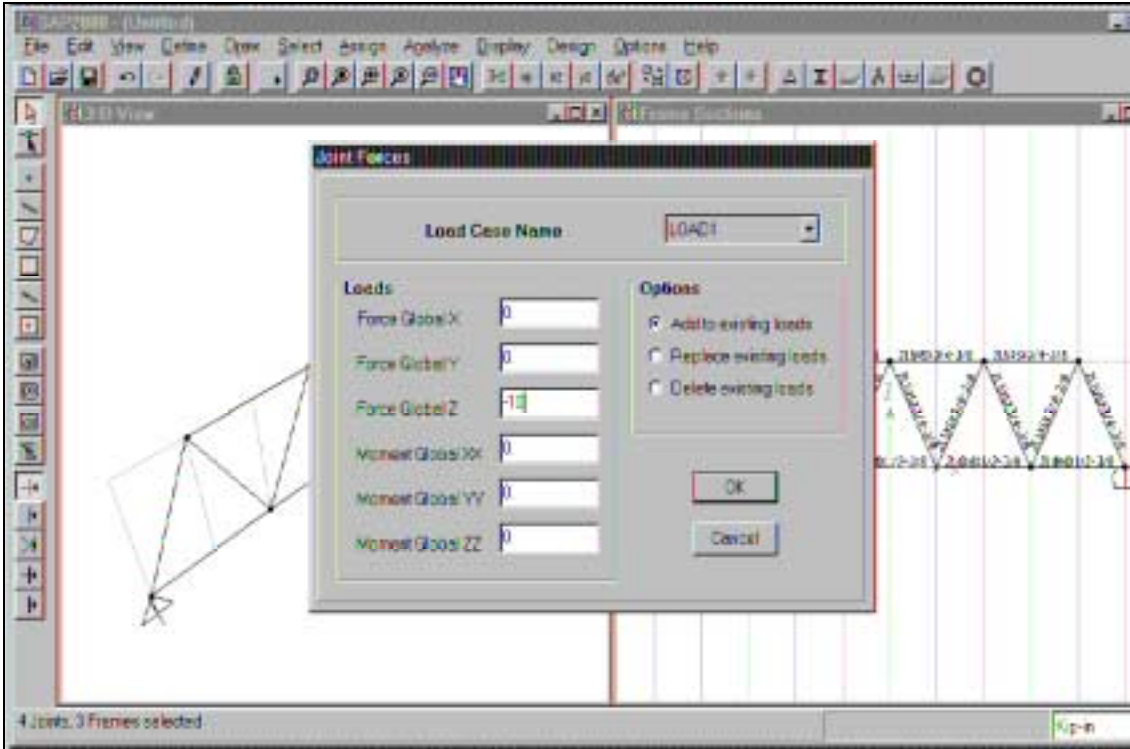 SAP2000 - (Untitled)
File Edit View Define Draw Select Assign Analyze Display Design Options Help
3-D View
Frame Sections
Joint Forces
Load Case Name
LOAD1
Loads
Force Global X
0
Force Global Y
0
Force Global Z
Moment Global XX
0
Moment Global YY
0
Moment Global ZZ
0
Options
Add to existing loads
Replace existing loads
Delete existing loads
OK
Cancel
4 Joints, 3 Frames selected
Kip-in